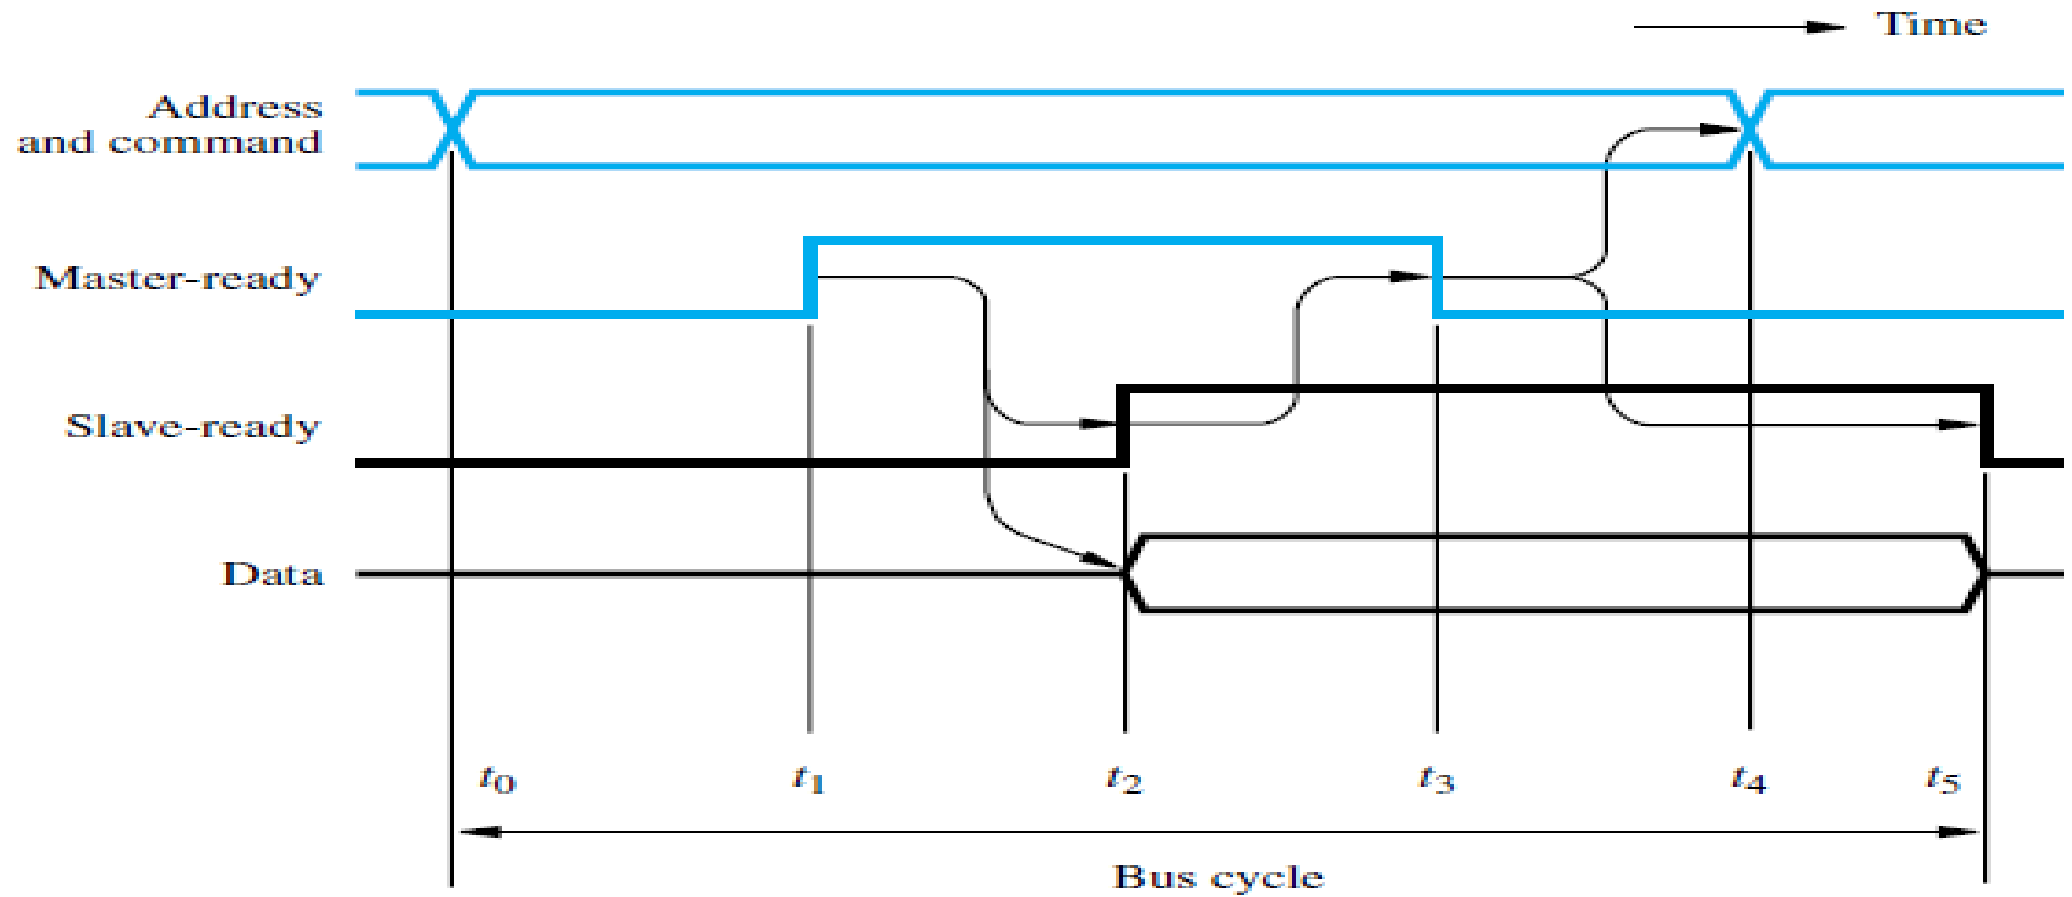 Time
Address
and command
Master-ready
Slave-ready
Data
t0 t1 t2 t3 t4 t5
Bus cycle